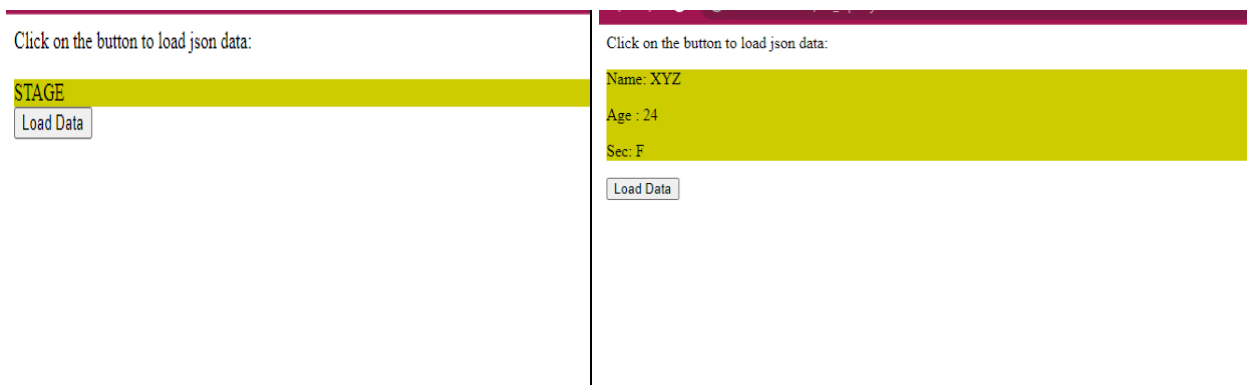 Click on the button to load json data:
STAGE
Load Data
Click on the button to load json data:
Name: XYZ
Age : 24
Sec: F
Load Data